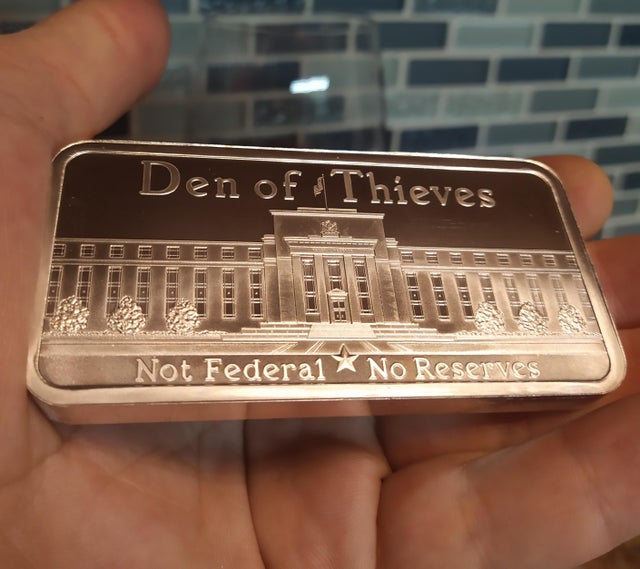 Den of Thieves
Not Federal ★ No Reserves